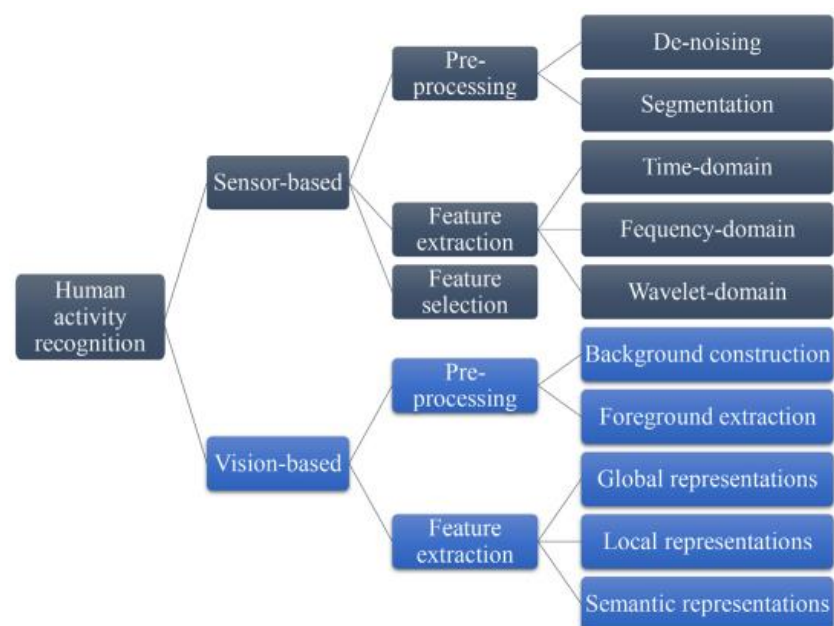 Human
activity
recognition
Sensor-based
Pre-
processing
De-noising
Segmentation
Feature
extraction
Time-domain
Fequency-domain
Wavelet-domain
Feature
selection
Vision-based
Pre-
processing
Background construction
Foreground extraction
Feature
extraction
Global representations
Local representations
Semantic representations